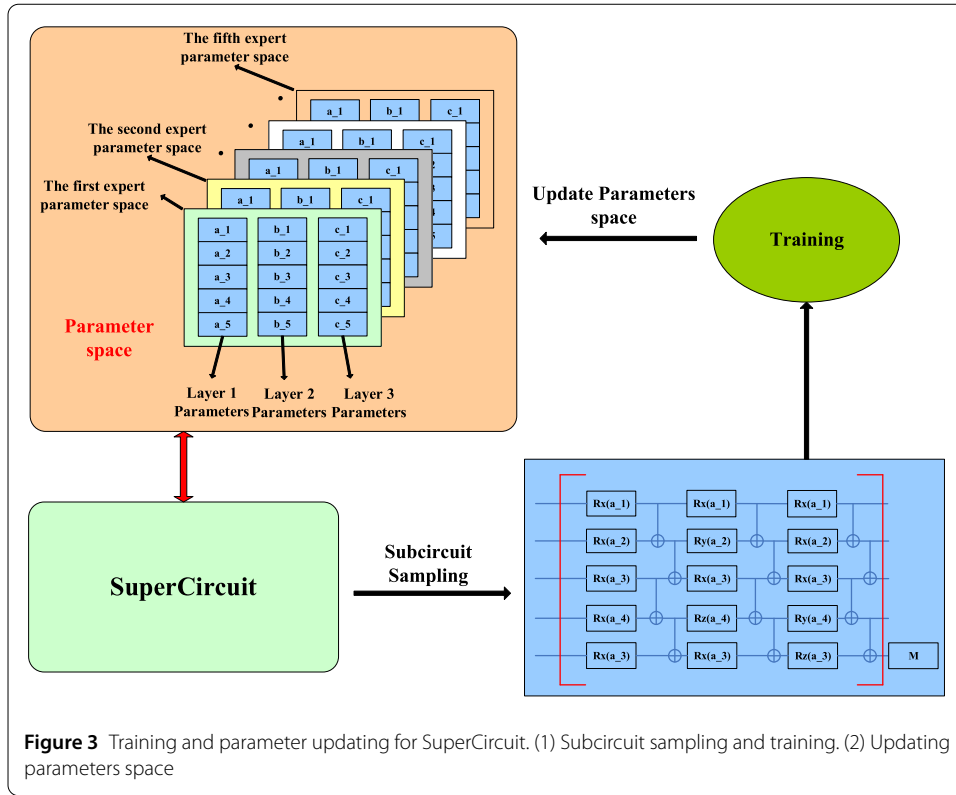 The fifth expert
parameter space
a_1 b_1 c_1
The second expert
parameter space
a_1 b_1 c_1
a_1 b_1 c_1
The first expert
parameter space
a_1 b_1 c_1
a_1 b_1 c_1
a_2 b_2 c_2
a_3 b_3 c_3
a_4 b_4 c_4
a_5 b_5 c_5
Parameter
space
Layer 1 Layer 2 Layer 3
Parameters Parameters Parameters
Update Parameters
space
Training
SuperCircuit
Subcircuit
Sampling
Rx(a_1) Rx(a_1) Rx(a_1)
Rx(a_2) Ry(a_2) Rx(a_2)
Rx(a_3) Rx(a_3) Rx(a_3)
Rx(a_4) Rz(a_4) Ry(a_4)
Rx(a_3) Rx(a_3) Rz(a_3) M
Figure 3 Training and parameter updating for SuperCircuit. (1) Subcircuit sampling and training. (2) Updating
parameters space